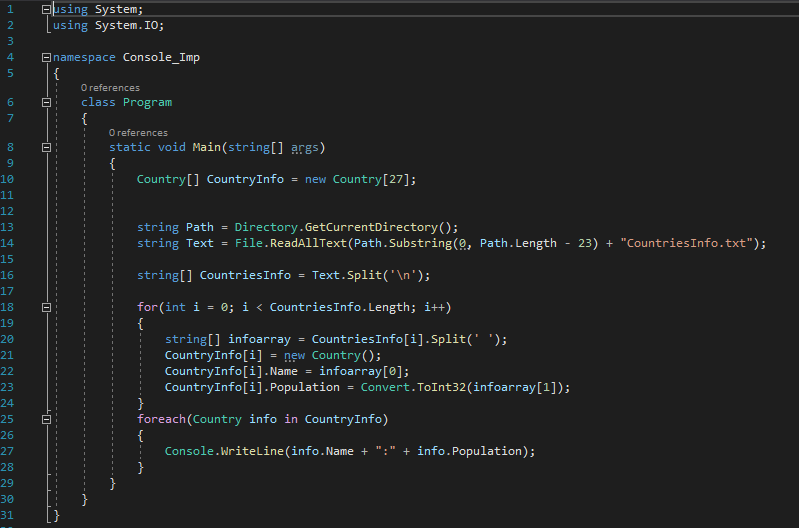 1 using System;
2 using System.IO;
3
4 namespace Console_Imp
5 {
0 references
6 class Program
7 {
0 references
8 static void Main(string[] args)
9 {
10 Country[] CountryInfo = new Country[27];
11
12
13 string Path = Directory.GetCurrentDirectory();
14 string Text = File.ReadAllText(Path.Substring(0, Path.Length - 23) + "CountriesInfo.txt");
15
16 string[] CountriesInfo = Text.Split('\n');
17
18 for(int i = 0; i < CountriesInfo.Length; i++)
19 {
20 string[] infoarray = CountriesInfo[i].Split(' ');
21 CountryInfo[i] = new Country();
22 CountryInfo[i].Name = infoarray[0];
23 CountryInfo[i].Population = Convert.ToInt32(infoarray[1]);
24 }
25 foreach(Country info in CountryInfo)
26 {
27 Console.WriteLine(info.Name + ":" + info.Population);
28 }
29 }
30 }
31 }